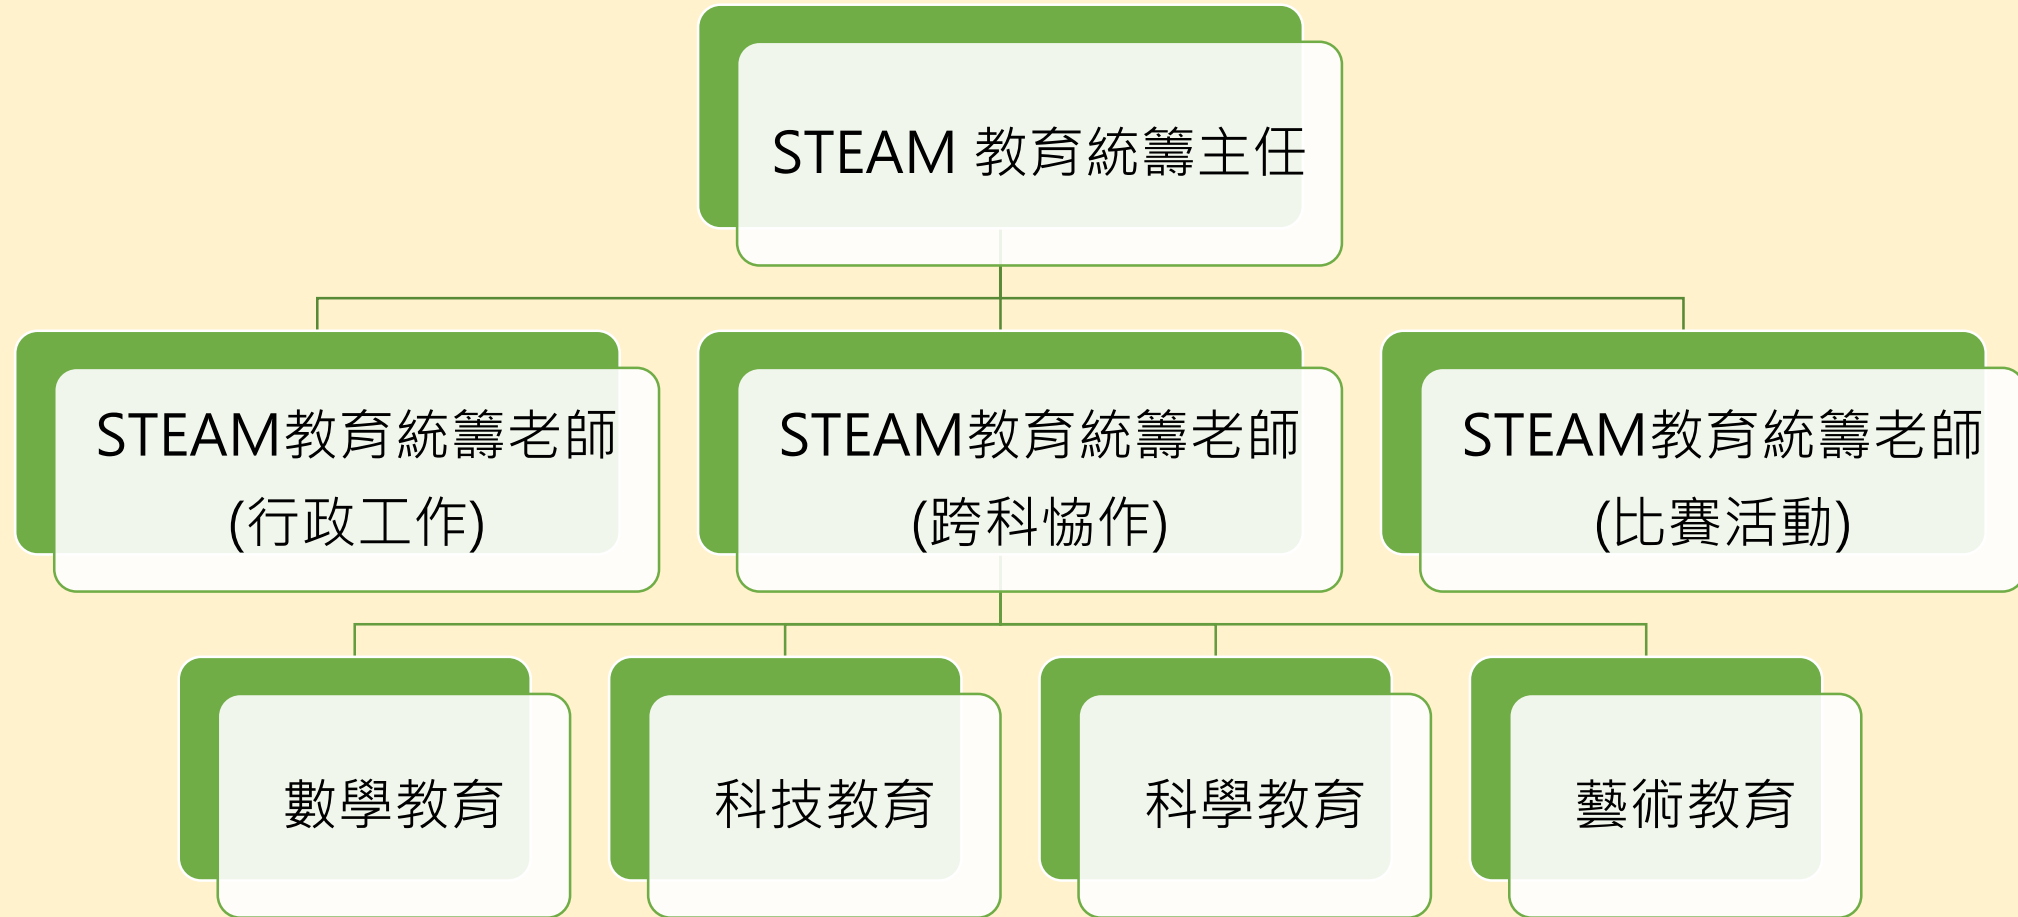 STEAM 教育統籌主任
STEAM教育統籌老師
(行政工作)
STEAM教育統籌老師
(跨科恊作)
STEAM教育統籌老師
(比賽活動)
數學教育
科技教育
科學教育
藝術教育